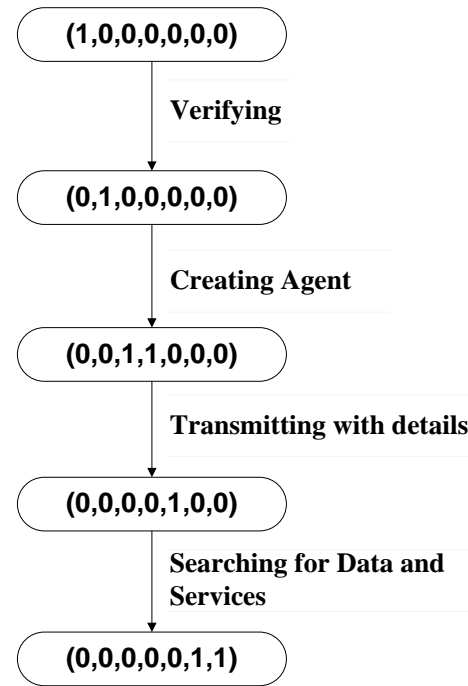 (1,0,0,0,0,0,0)
Verifying
(0,1,0,0,0,0,0)
Creating Agent
(0,0,1,1,0,0,0)
Transmitting with details
(0,0,0,0,1,0,0)
Searching for Data and
Services
(0,0,0,0,0,1,1)